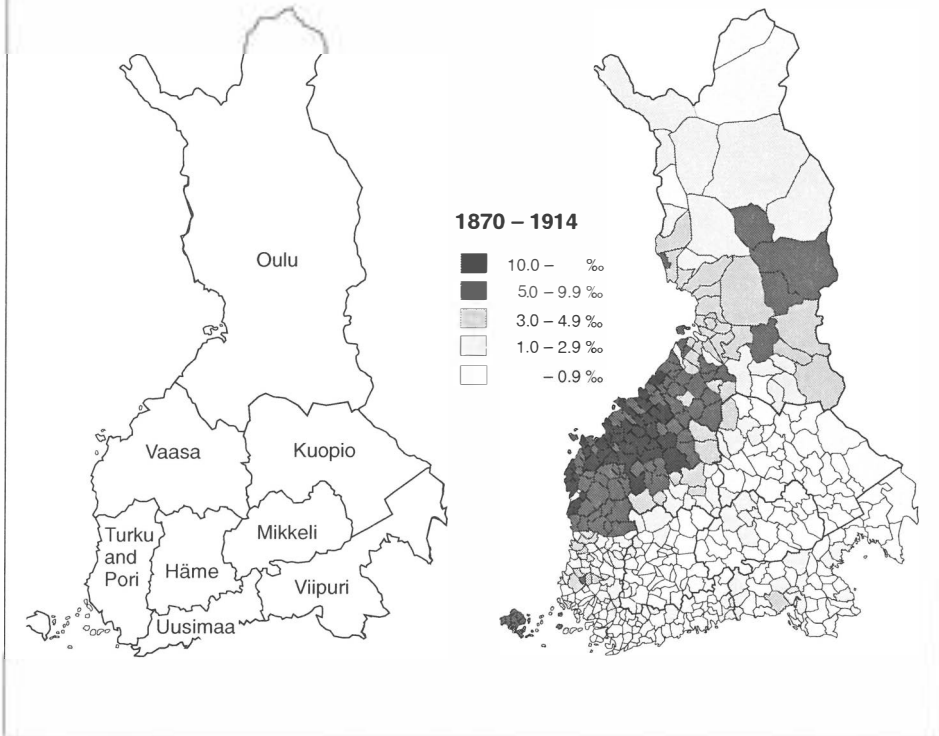 1870 – 1914
10.0 – ‰
5.0 – 9.9 ‰
3.0 – 4.9 ‰
1.0 – 2.9 ‰
– 0.9 ‰
Oulu
Vaasa
Kuopio
Turku
and
Pori
Häme
Mikkeli
Viipuri
Uusimaa